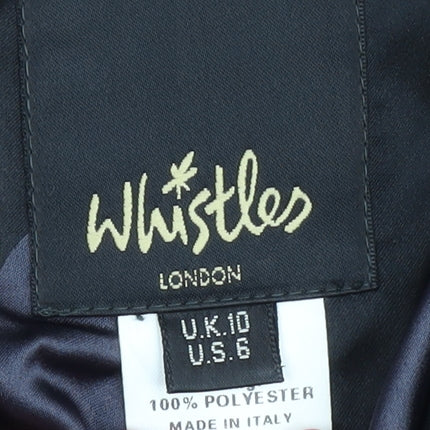 Whistles
LONDON
U.K.10
U.S.6
100% POLYESTER
MADE IN ITALY